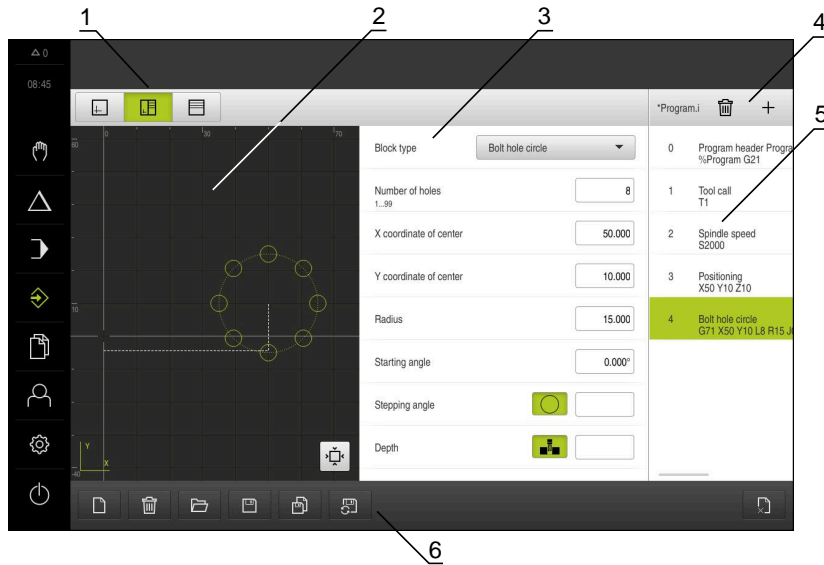 1
2
3
4
5
0
08:45
*Program.i
0
30
70
60
10
-40
Y
X
Block type
Bolt hole circle
Number of holes
1...99
8
X coordinate of center
50.000
Y coordinate of center
10.000
Radius
15.000
Starting angle
0.000°
Stepping angle
Depth
0 Program header Progra
%Program G21
1 Tool call
T1
2 Spindle speed
S2000
3 Positioning
X50 Y10 Z10
4 Bolt hole circle
G71 X50 Y10 L8 R15 J
6